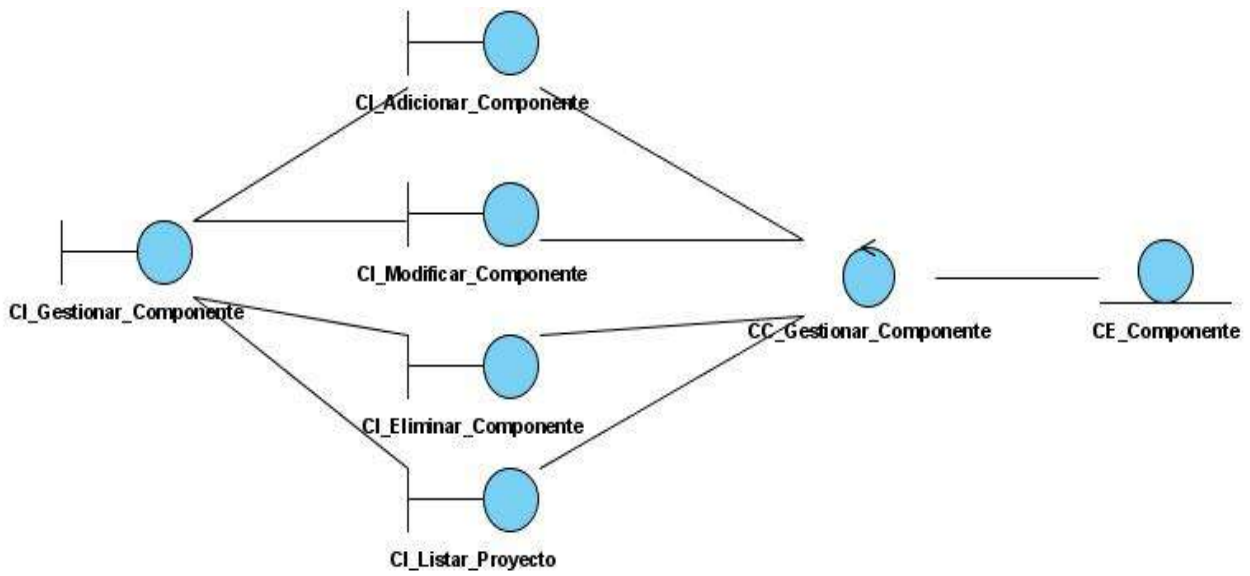 CI_Adicionar_Componente
CI_Modificar_Componente
CI_Gestionar_Componente
CC_Gestionar_Componente
CE_Componente
CI_Eliminar_Componente
CI_Listar_Proyecto